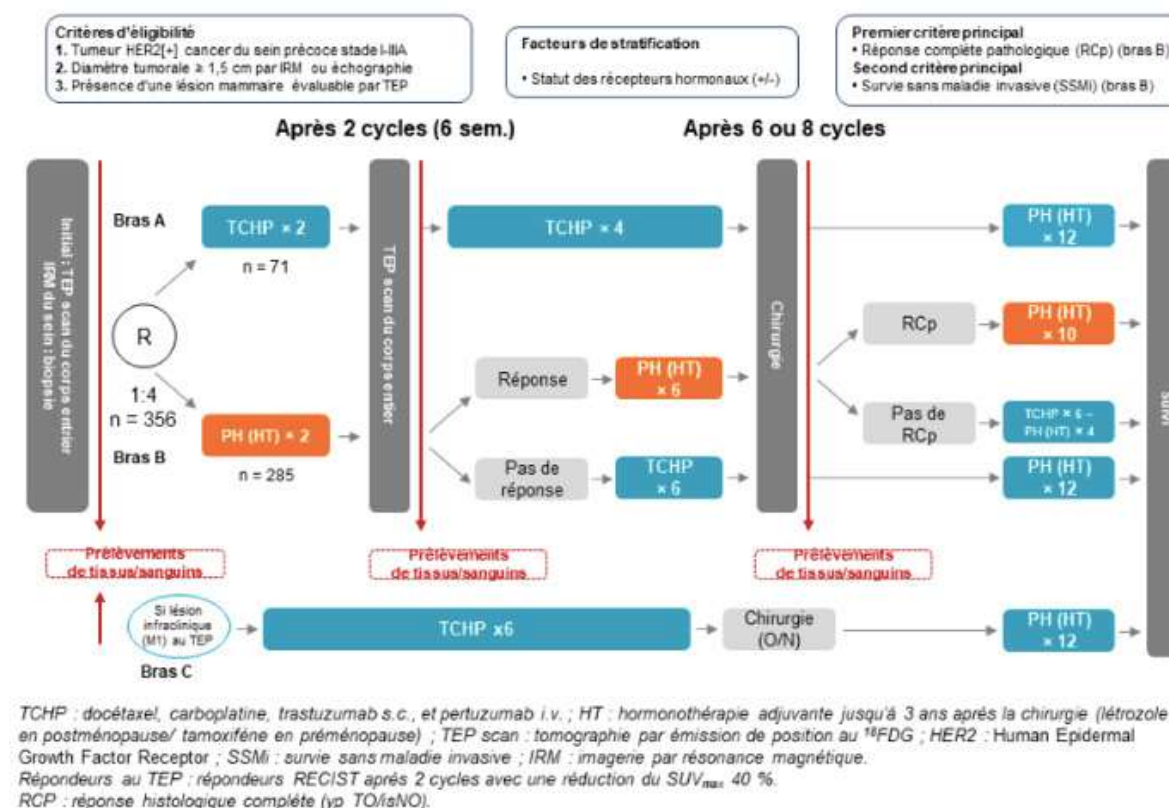 Critères d'éligibilité
1. Tumeur HER2[+] cancer du sein précoce stade I-IIIA
2. Diamètre tumorale ≥ 1,5 cm par IRM ou échographie
3. Présence d'une lésion mammaire évaluable par TEP
Facteurs de stratification
• Statut des récepteurs hormonaux (+/-)
Premier critère principal
• Réponse complète pathologique (RCp) (bras B)
Second critère principal
• Survie sans maladie invasive (SSMi) (bras B)
Après 2 cycles (6 sem.)
Après 6 ou 8 cycles
Initial : TEP scan du corps entrier
IRM du sein : biopsie
Bras A
TCHP × 2
n = 71
R
1:4
n = 356
Bras B
PH (HT) × 2
n = 285
TEP scan du corps entier
TCHP × 4
Réponse
PH (HT)
× 6
Pas de
réponse
TCHP
× 6
Chirurgie
PH (HT)
× 12
RCp
PH (HT)
× 10
Pas de
RCp
TCHP × 6 –
PH (HT) × 4
PH (HT)
× 12
Prélèvements
de tissus/sanguins
Prélèvements
de tissus/sanguins
Prélèvements
de tissus/sanguins
Si lésion
infraclinique
(M1) au TEP
Bras C
TCHP x6
Chirurgie
(O/N)
PH (HT)
× 12
TCHP : docétaxel, carboplatine, trastuzumab s.c., et pertuzumab i.v. ; HT : hormonothérapie adjuvante jusqu'à 3 ans après la chirurgie (létrozole
en postménopause/ tamoxifène en préménopause) ; TEP scan : tomographie par émission de position au ¹⁸FDG ; HER2 : Human Epidermal
Growth Factor Receptor ; SSMi : survie sans maladie invasive ; IRM : imagerie par résonance magnétique.
Répondeurs au TEP : répondeurs RECIST après 2 cycles avec une réduction du SUVmax 40 %.
RCP : réponse histologique complète (yp TO/isNO).